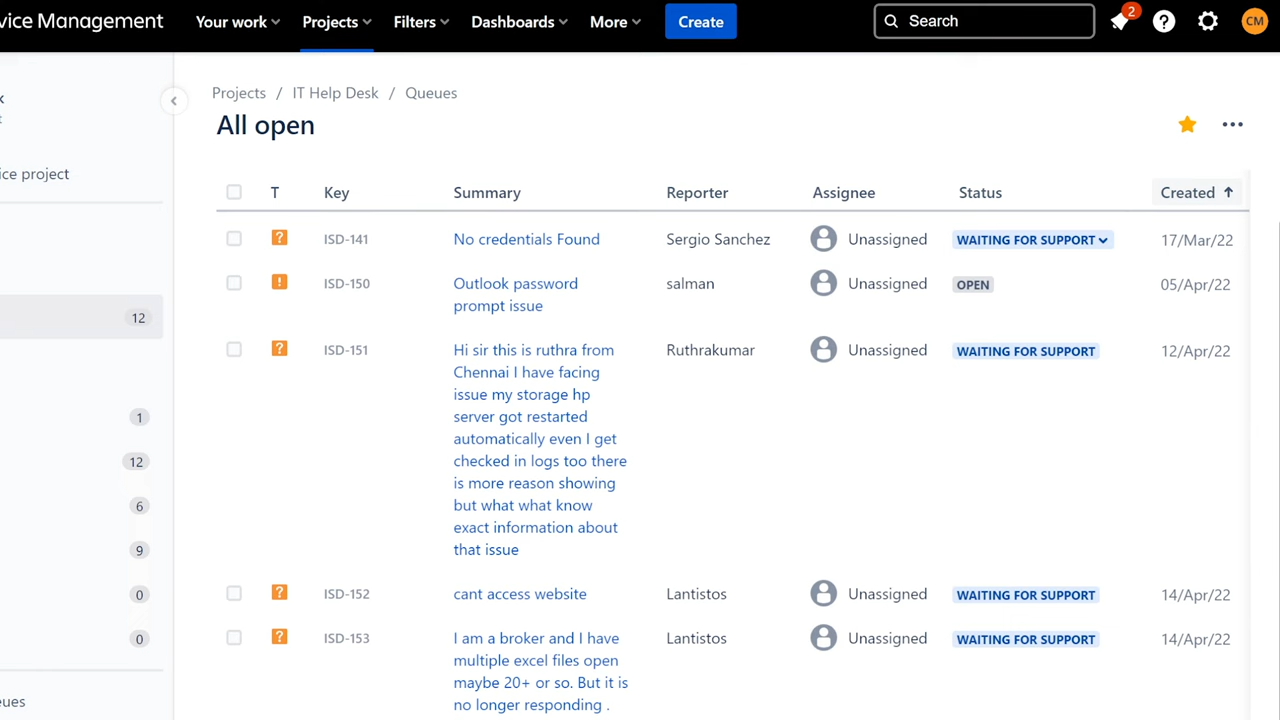 vice Management Your work Projects Filters Dashboards More Create Search 2 CM
Projects / IT Help Desk / Queues
All open
ice project
T Key Summary Reporter Assignee Status Created ↑
ISD-141 No credentials Found Sergio Sanchez Unassigned WAITING FOR SUPPORT 17/Mar/22
ISD-150 Outlook password Salman Unassigned OPEN 05/Apr/22
prompt issue
12
ISD-151 Hi sir this is ruthra from Ruthrakumar Unassigned WAITING FOR SUPPORT 12/Apr/22
Chennai I have facing
issue my storage hp
server got restarted
1
automatically even I get
checked in logs too there
12
is more reason showing
but what what know
6
exact information about
that issue
9
ISD-152 cant access website Lantistos Unassigned WAITING FOR SUPPORT 14/Apr/22
0
ISD-153 I am a broker and I have Lantistos Unassigned WAITING FOR SUPPORT 14/Apr/22
0
multiple excel files open
maybe 20+ or so. But it is
no longer responding .
eues